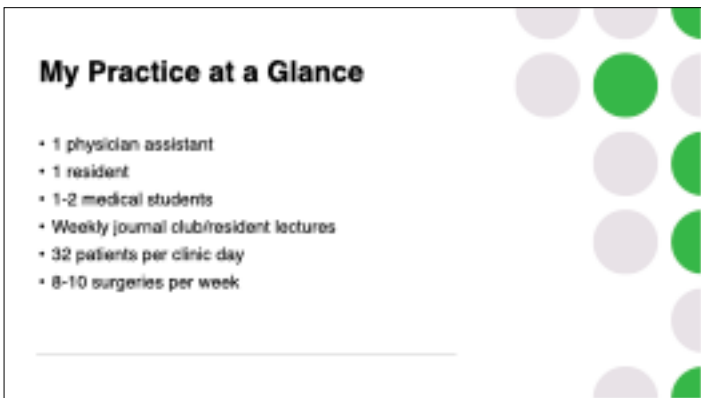 My Practice at a Glance
• 1 physician assistant
• 1 resident
• 1-2 medical students
• Weekly journal club/resident lectures
• 32 patients per clinic day
• 8-10 surgeries per week